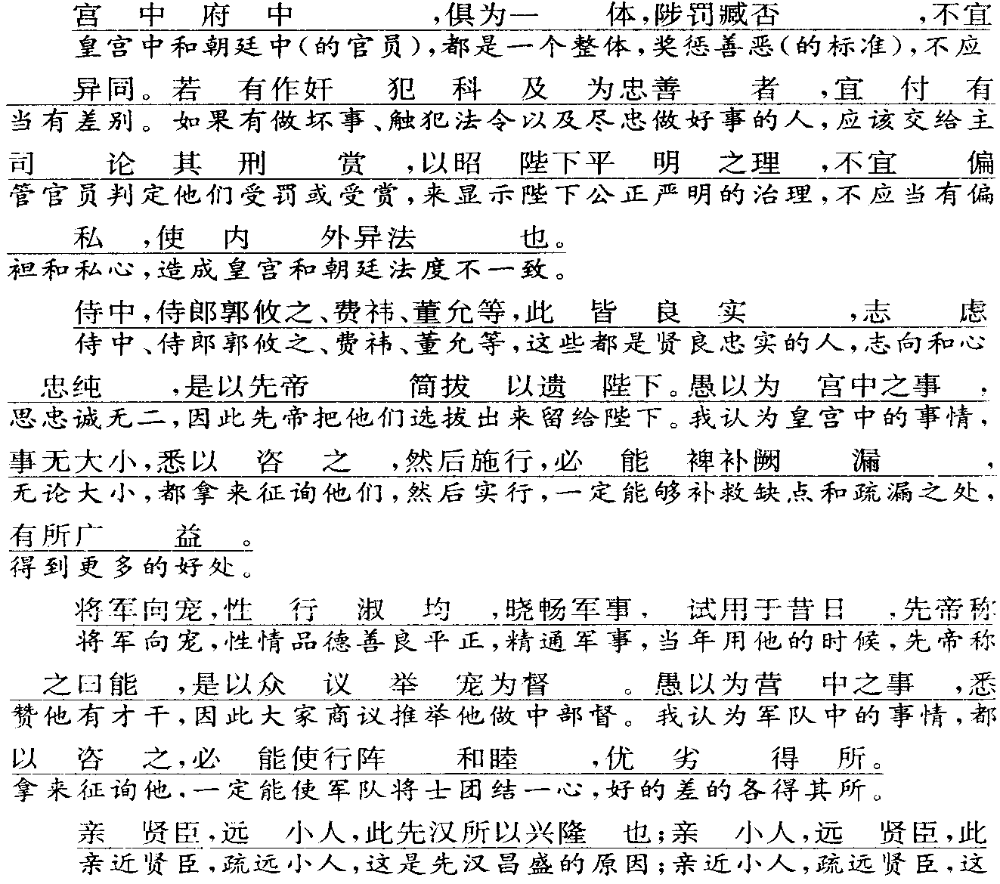 宫中府中,俱为一体,陟罚臧否,不宜
皇宫中和朝廷中(的官员),都是一个整体,奖惩善恶(的标准),不应
异同。若有作奸犯科及为忠善者,宜付有
当有差别。如果有做坏事、触犯法令以及尽忠做好事的人,应该交给主
司论其刑赏,以昭陛下平明之理,不宜偏
管官员判定他们受罚或受赏,来显示陛下公正严明的治理,不应当有偏
私,使内外异法也。
袒和私心,造成皇宫和朝廷法度不一致。
侍中,侍郎郭攸之、费祎、董允等,此皆良实,志虑
侍中、侍郎郭攸之、费祎、董允等,这些都是贤良忠实的人,志向和心
忠纯,是以先帝简拔以遗陛下。愚以为宫中之事,
思忠诚无二,因此先帝把他们选拔出来留给陛下。我认为皇宫中的事情,
事无大小,悉以咨之,然后施行,必能裨补阙漏,
无论大小,都拿来征询他们,然后实行,一定能够补救缺点和疏漏之处,
有所广益。
得到更多的好处。
将军向宠,性行淑均,晓畅军事,试用于昔日,先帝称
将军向宠,性情品德善良平正,精通军事,当年用他的时候,先帝称
之曰能,是以众议举宠为督。愚以为营中之事,悉
赞他有才干,因此大家商议推举他做中部督。我认为军队中的事情,都
以咨之,必能使行阵和睦,优劣得所。
拿来征询他,一定能使军队将士团结一心,好的差的各得其所。
亲贤臣,远小人,此先汉所以兴隆也;亲小人,远贤臣,此
亲近贤臣,疏远小人,这是先汉昌盛的原因;亲近小人,疏远贤臣,这